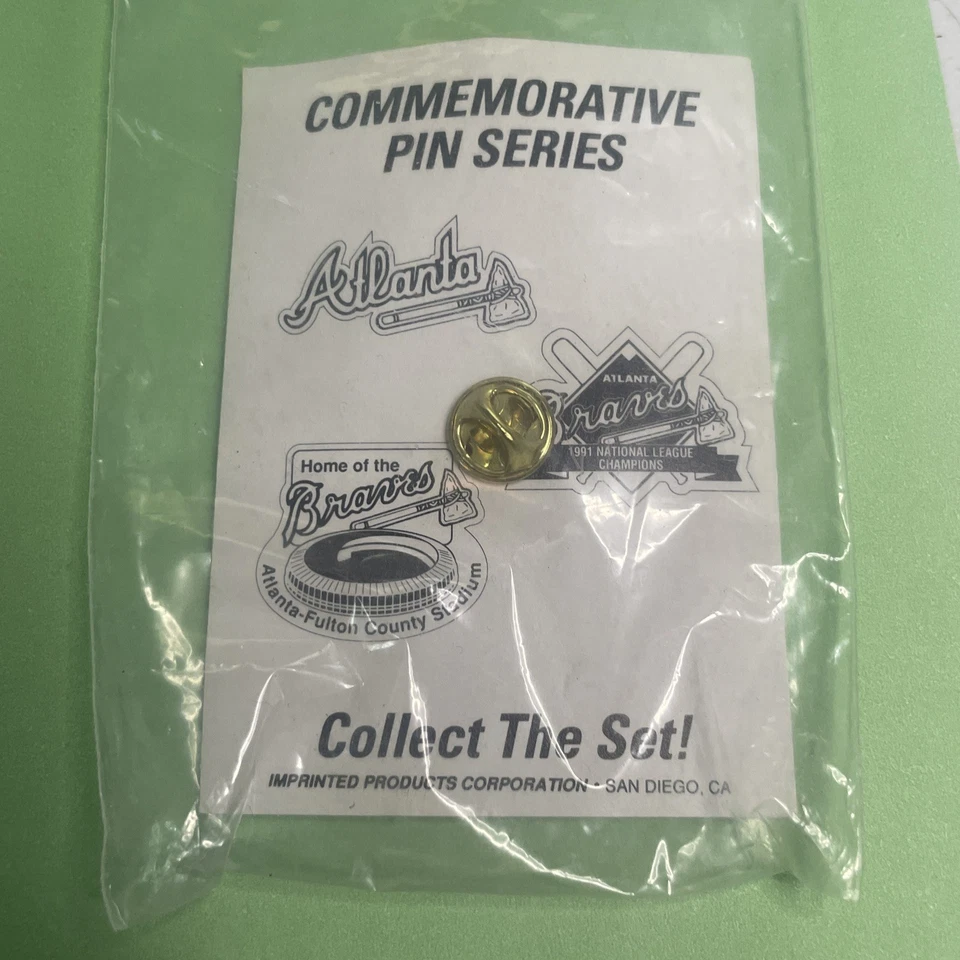 COMMEMORATIVE
PIN SERIES
Atlanta
ATLANTA
Braves
1991 NATIONAL LEAGUE
CHAMPIONS
Home of the
Braves
Atlanta-Fulton County Stadium
Collect The Set!
IMPRINTED PRODUCTS CORPORATION • SAN DIEGO, CA